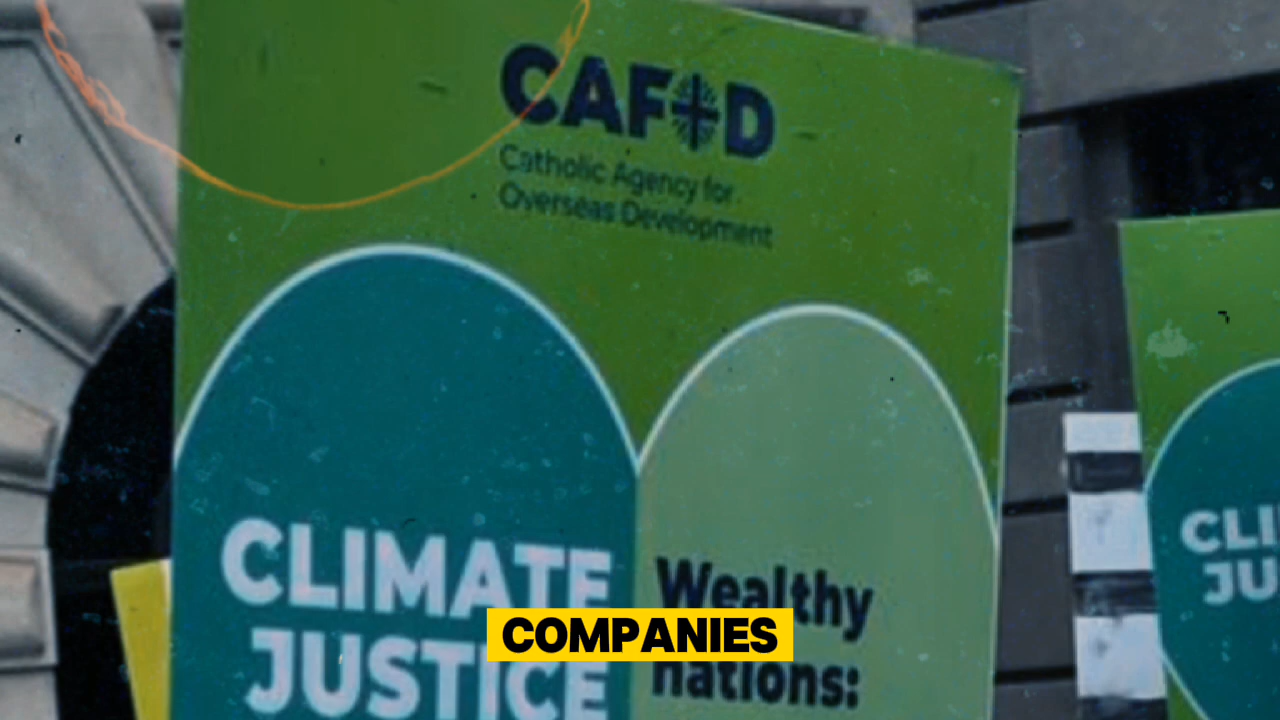 CAFOD
Catholic Agency for
Overseas Development
CLIMATE
JUSTICE
Wealthy
nations:
COMPANIES
CLI
JU